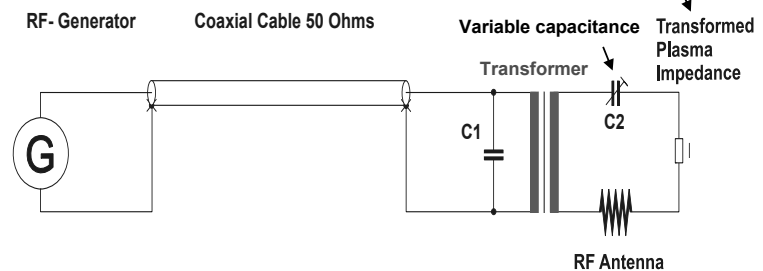 RF- Generator
Coaxial Cable 50 Ohms
Variable capacitance
Transformed
Plasma
Impedance
Transformer
C1
C2
G
RF Antenna